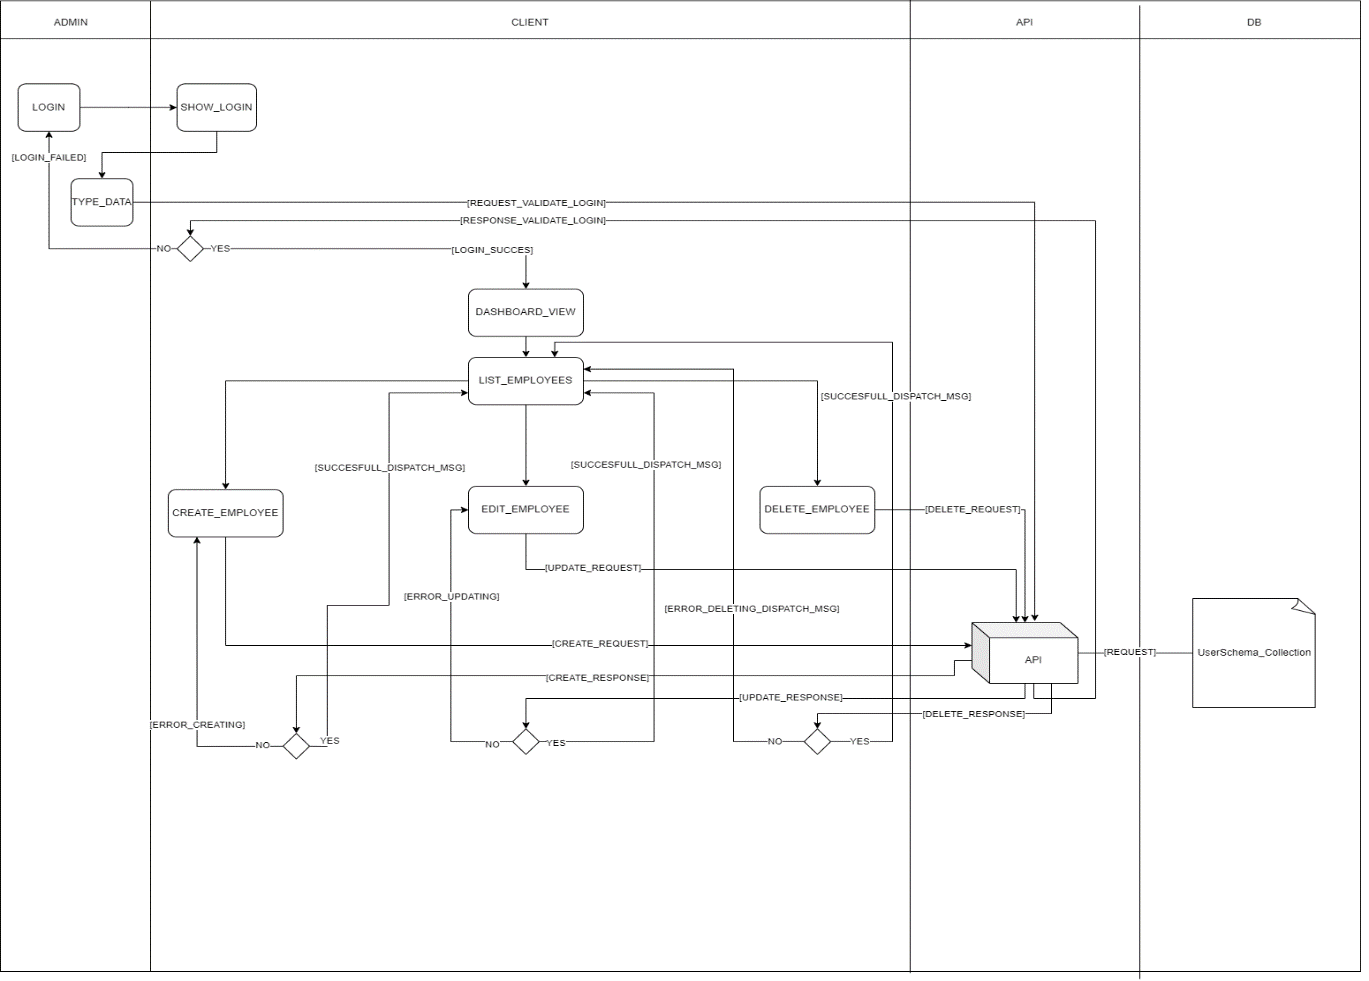 ADMIN
CLIENT
API
DB
LOGIN
SHOW_LOGIN
[LOGIN_FAILED]
TYPE_DATA
[REQUEST_VALIDATE_LOGIN]
[RESPONSE_VALIDATE_LOGIN]
NO
YES
[LOGIN_SUCCES]
DASHBOARD_VIEW
LIST_EMPLOYEES
[SUCCESFULL_DISPATCH_MSG]
[SUCCESFULL_DISPATCH_MSG]
[SUCCESFULL_DISPATCH_MSG]
CREATE_EMPLOYEE
EDIT_EMPLOYEE
DELETE_EMPLOYEE
[DELETE_REQUEST]
[UPDATE_REQUEST]
[ERROR_UPDATING]
[ERROR_DELETING_DISPATCH_MSG]
[CREATE_REQUEST]
API
[REQUEST]
UserSchema_Collection
[CREATE_RESPONSE]
[UPDATE_RESPONSE]
[DELETE_RESPONSE]
[ERROR_CREATING]
NO
YES
NO
YES
NO
YES